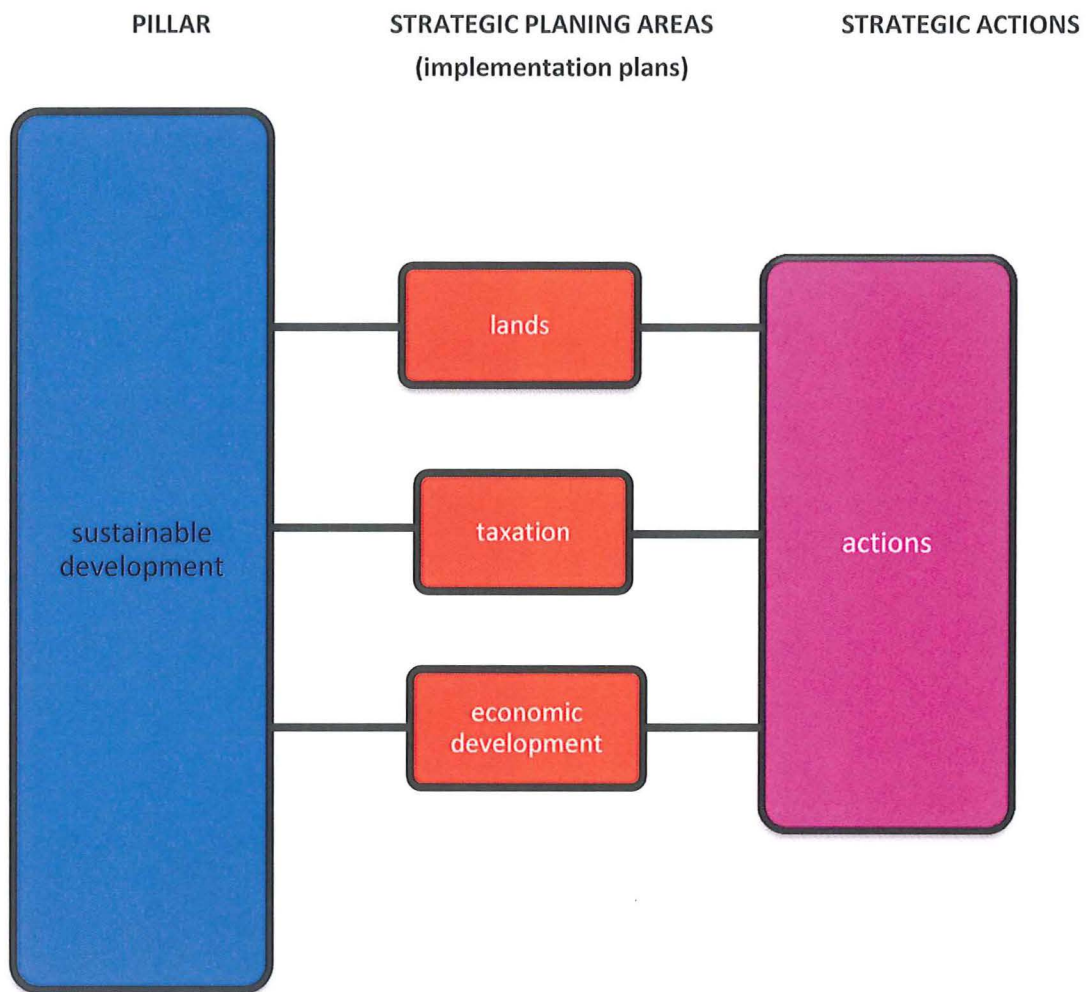 PILLAR
STRATEGIC PLANING AREAS
(implementation plans)
STRATEGIC ACTIONS
lands
sustainable
development
taxation
actions
economic
development